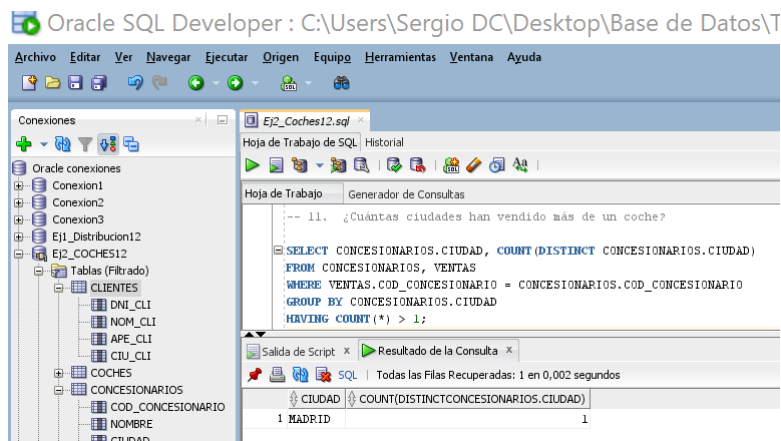 Oracle SQL Developer : C:\Users\Sergio DC\Desktop\Base de Datos\T
Archivo Editar Ver Navegar Ejecutar Origen Equipo Herramientas Ventana Ayuda
Conexiones
Oracle conexiones
Conexion1
Conexion2
Conexion3
Ej1_Distribucion12
Ej2_COCHES12
Tablas (Filtrado)
CLIENTES
DNI_CLI
NOM_CLI
APE_CLI
CIU_CLI
COCHES
CONCESIONARIOS
COD_CONCESIONARIO
NOMBRE
CIUDAD
Ej2_Coches12.sql
Hoja de Trabajo de SQL Historial
Hoja de Trabajo Generador de Consultas
-- 11. ¿Cuántas ciudades han vendido más de un coche?
SELECT CONCESIONARIOS.CIUDAD, COUNT(DISTINCT CONCESIONARIOS.CIUDAD)
FROM CONCESIONARIOS, VENTAS
WHERE VENTAS.COD_CONCESIONARIO = CONCESIONARIOS.COD_CONCESIONARIO
GROUP BY CONCESIONARIOS.CIUDAD
HAVING COUNT(*) > 1;
Salida de Script x Resultado de la Consulta x
SQL | Todas las Filas Recuperadas: 1 en 0,002 segundos
CIUDAD COUNT(DISTINCTCONCESIONARIOS.CIUDAD)
1 MADRID 1